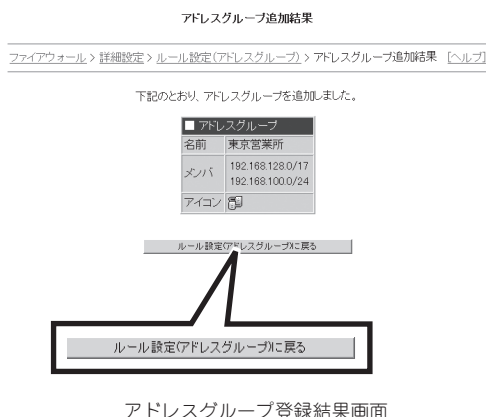 アドレスグループ追加結果
ファイアウォール > 詳細設定 > ルール設定(アドレスグループ) > アドレスグループ追加結果 [ヘルプ]
下記のとおり、アドレスグループを追加しました。
■ アドレスグループ
名前 東京営業所
メンバ 192.168.128.0/17
192.168.100.0/24
アイコン
ルール設定(アドレスグループ)に戻る
ルール設定(アドレスグループ)に戻る
アドレスグループ登録結果画面